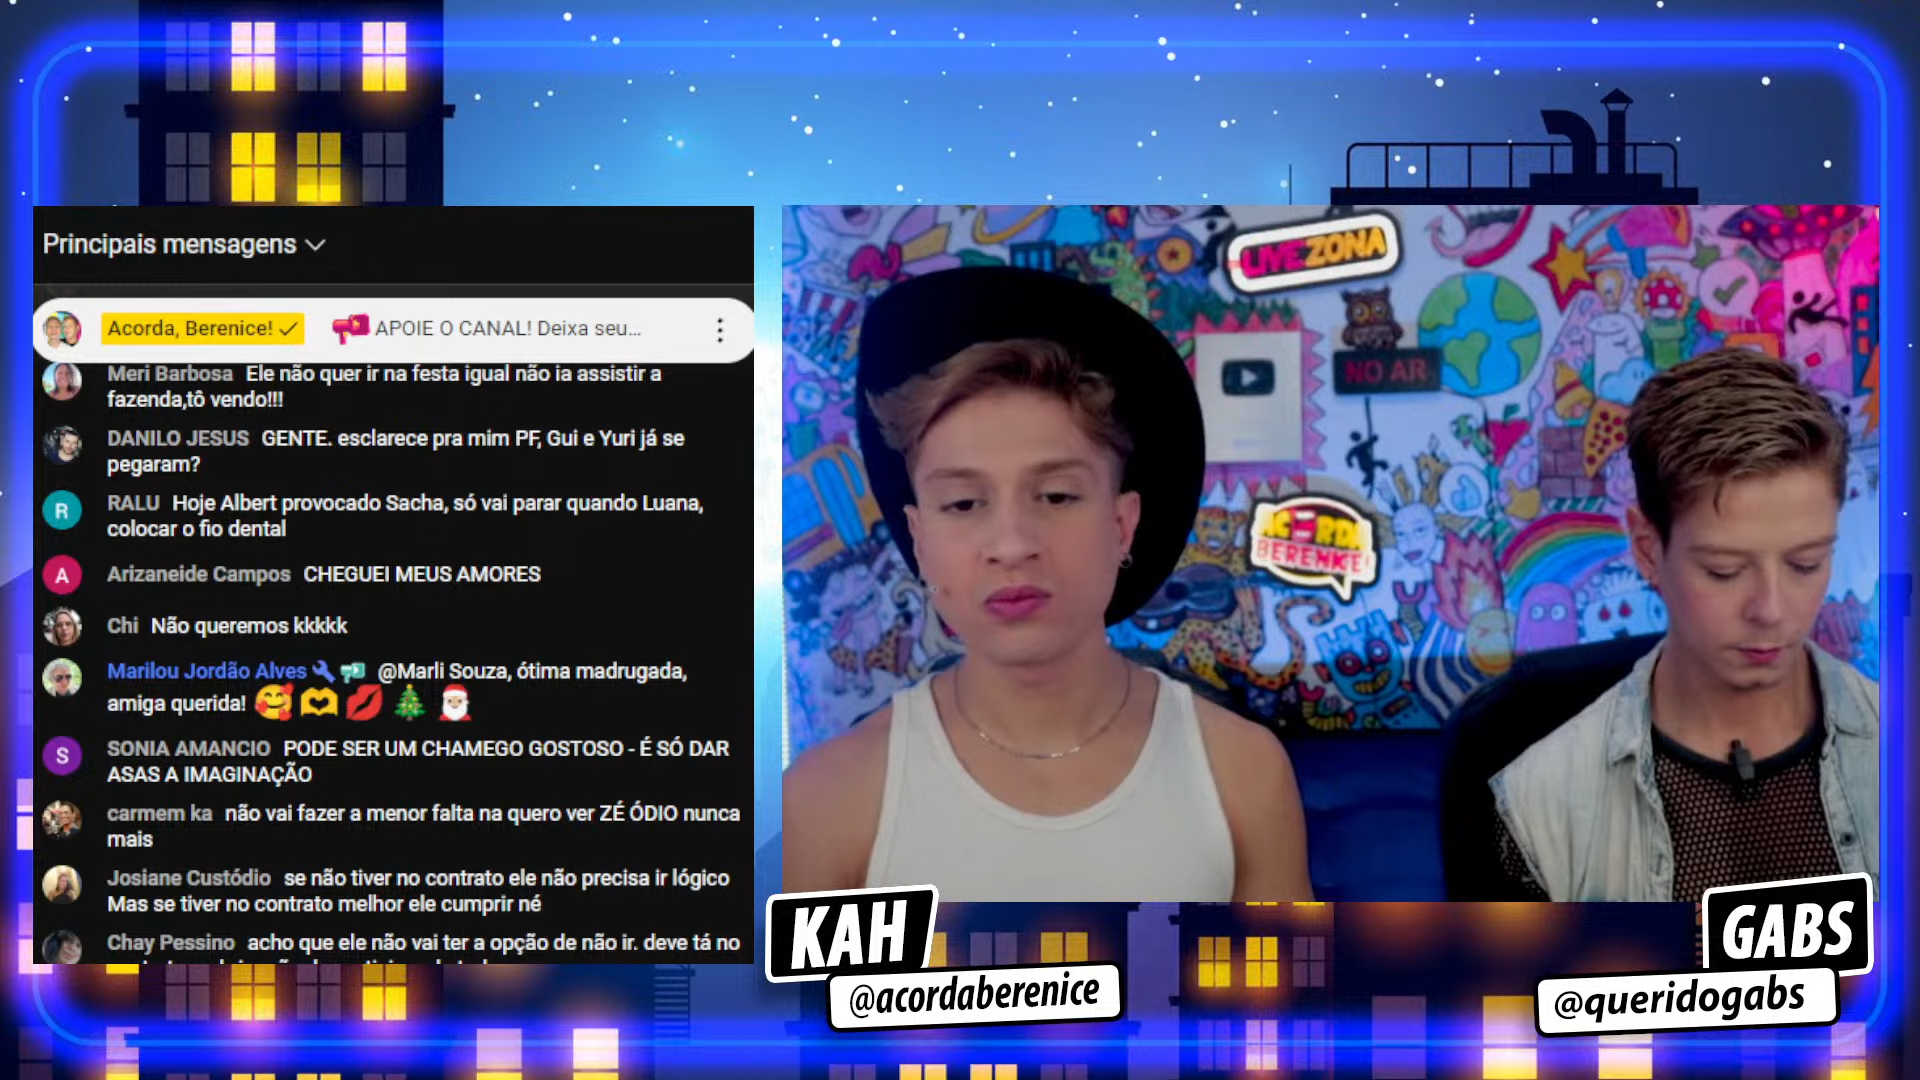 Principais mensagens
Acorda, Berenice! ✓ APOIE O CANAL! Deixa seu...
Meri Barbosa Ele não quer ir na festa igual não ia assistir a
fazenda,tô vendo!!!
DANILO JESUS GENTE. esclarece pra mim PF, Gui e Yuri já se
pegaram?
R RALU Hoje Albert provocado Sacha, só vai parar quando Luana,
colocar o fio dental
A Arizaneide Campos CHEGUEI MEUS AMORES
Chi Não queremos kkkkk
Marilou Jordão Alves @Marli Souza, ótima madrugada,
amiga querida! 🥰🫶💋🎄🎅🏻
S SONIA AMANCIO PODE SER UM CHAMEGO GOSTOSO - É SÓ DAR
ASAS A IMAGINAÇÃO
carmem ka não vai fazer a menor falta na quero ver ZÉ ÓDIO nunca
mais
Josiane Custódio se não tiver no contrato ele não precisa ir lógico
Mas se tiver no contrato melhor ele cumprir né
Chay Pessino acho que ele não vai ter a opção de não ir. deve tá no
LIVEZONA
NO AR
ACORDA
BERENICE!
KAH
@acordaberenice
GABS
@queridogabs